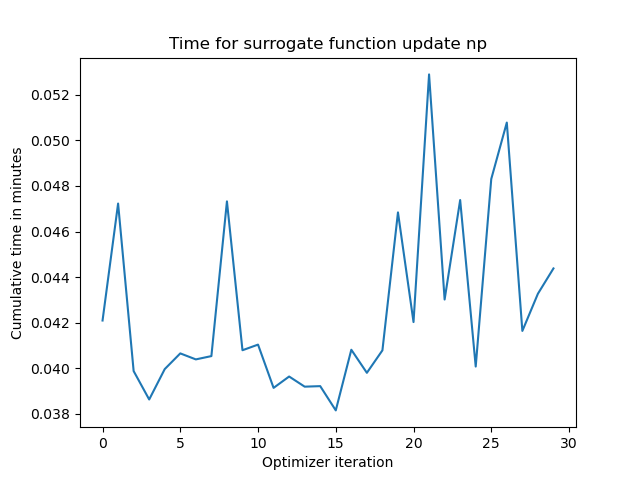 Time for surrogate function update np
0.052
0.050
0.048
0.046
0.044
0.042
0.040
0.038
Cumulative time in minutes
0 5 10 15 20 25 30
Optimizer iteration